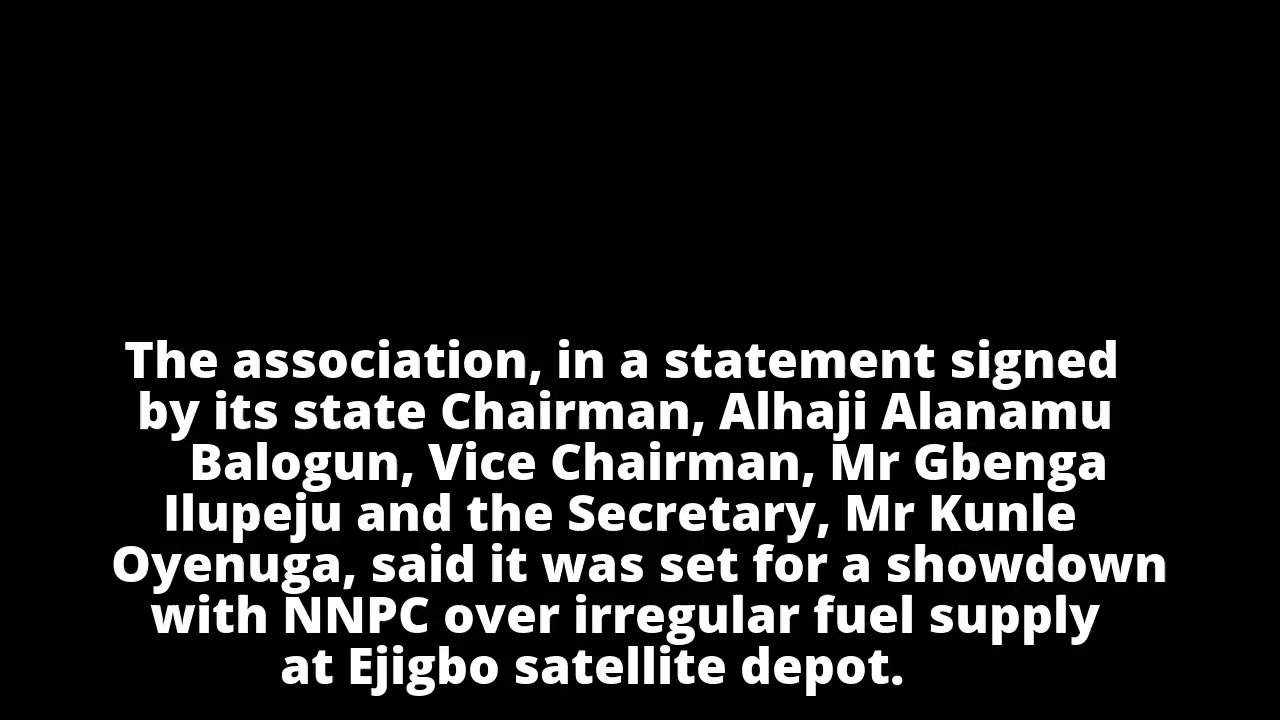 The association, in a statement signed
by its state Chairman, Alhaji Alanamu
Balogun, Vice Chairman, Mr Gbenga
Ilupeju and the Secretary, Mr Kunle
Oyenuga, said it was set for a showdown
with NNPC over irregular fuel supply
at Ejigbo satellite depot.